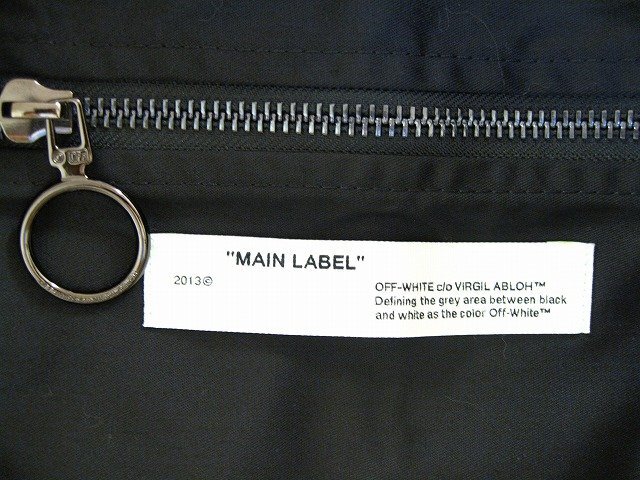 "MAIN LABEL"
2013©
OFF-WHITE c/o VIRGIL ABLOH™
Defining the grey area between black
and white as the color Off-White™